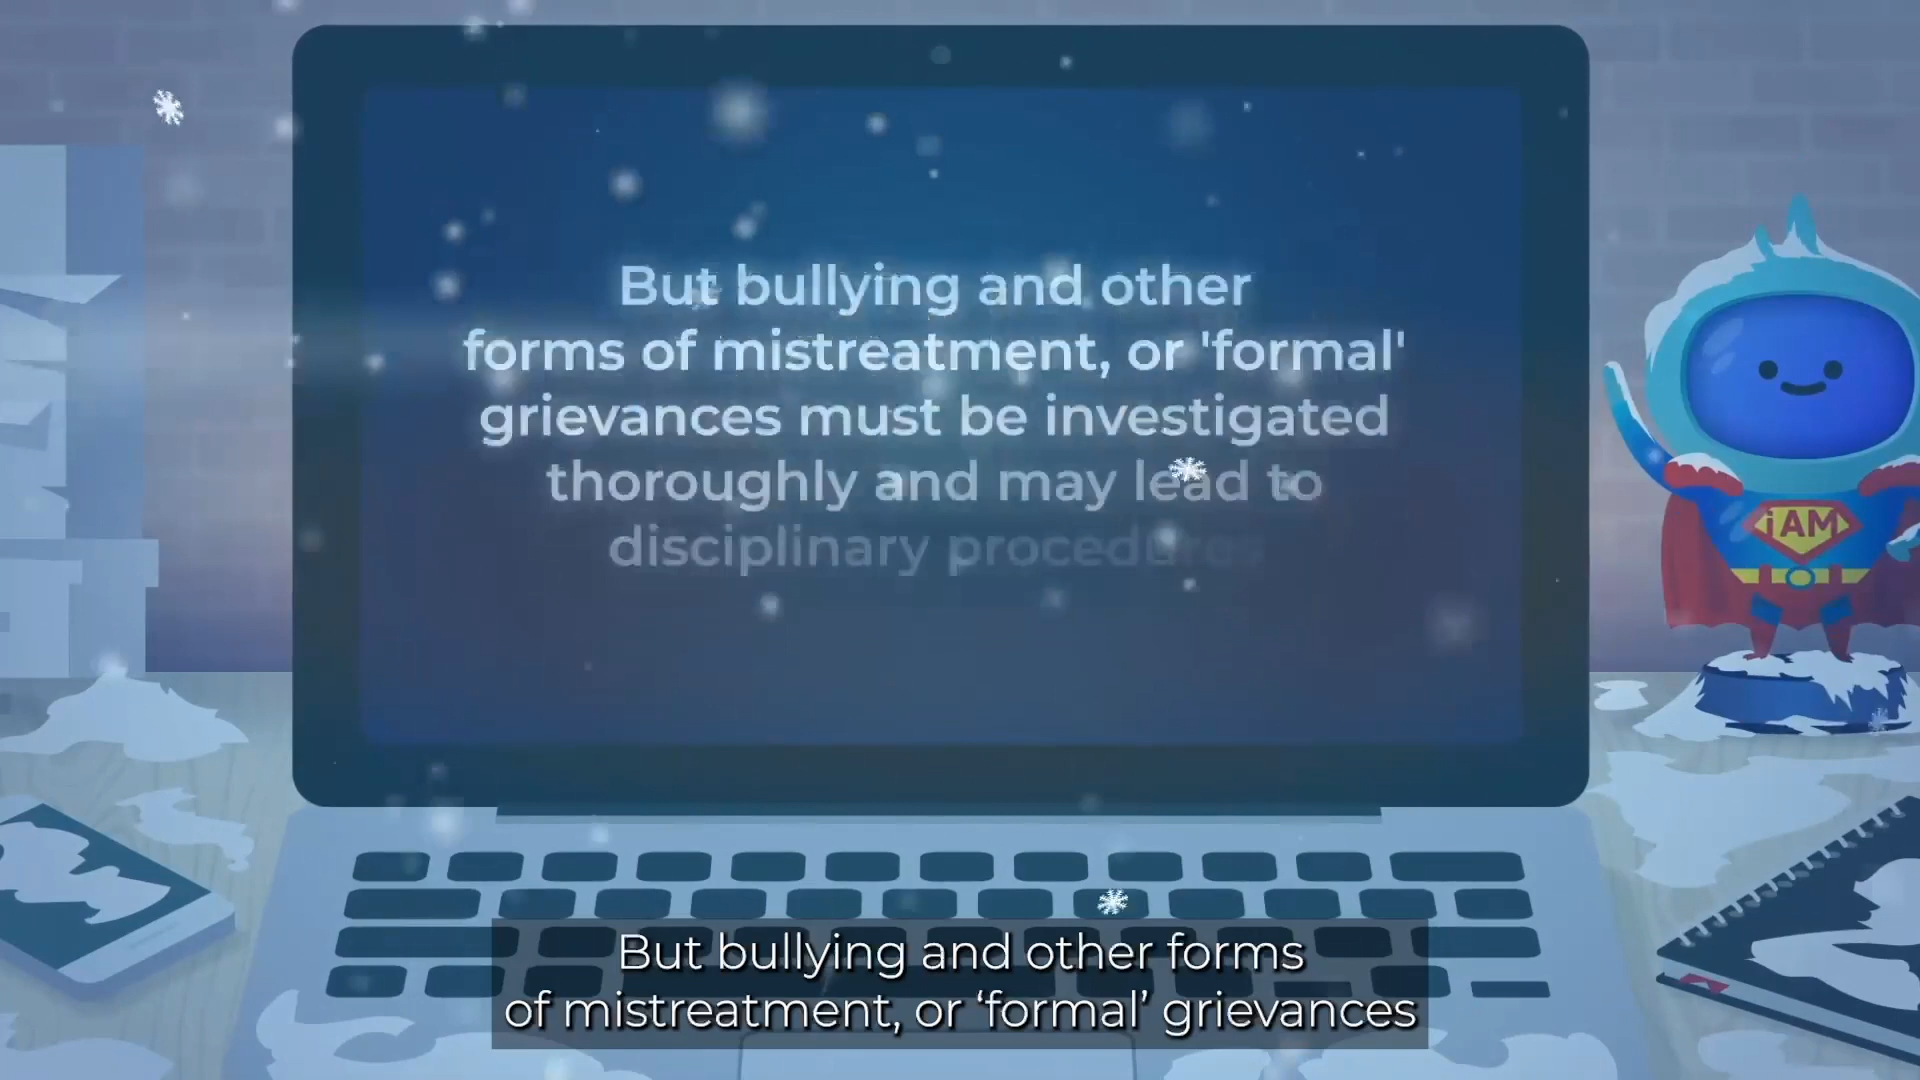 But bullying and other
forms of mistreatment, or 'formal'
grievances must be investigated
thoroughly and may lead to
disciplinary procedures
iAM
But bullying and other forms
of mistreatment, or ‘formal’ grievances